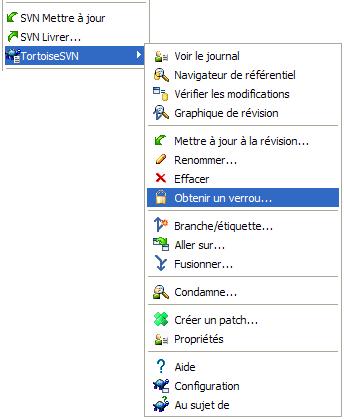 SVN Mettre à jour
SVN Livrer...
TortoiseSVN
Voir le journal
Navigateur de référentiel
Vérifier les modifications
Graphique de révision
Mettre à jour à la révision...
Renommer...
Effacer
Obtenir un verrou...
Branche/étiquette...
Aller sur...
Fusionner...
Condamne...
Créer un patch...
Propriétés
Aide
Configuration
Au sujet de